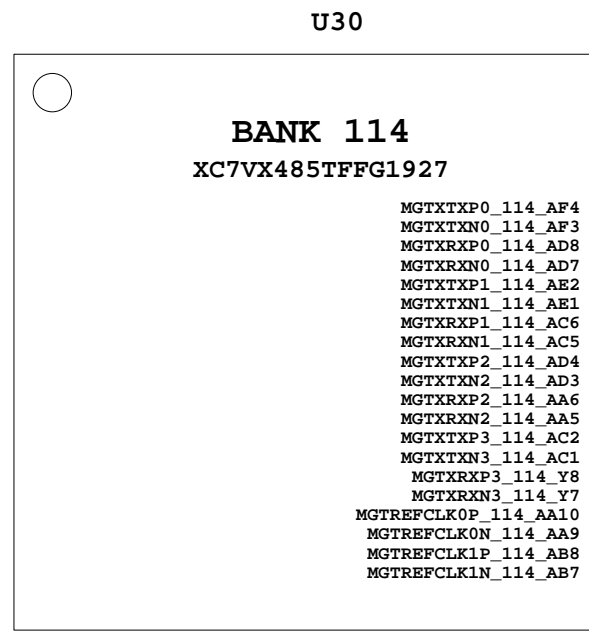 U30
BANK 114
XC7VX485TFFG1927
MGTXTXP0_114_AF4
MGTXTXN0_114_AF3
MGTXRXP0_114_AD8
MGTXRXN0_114_AD7
MGTXTXP1_114_AE2
MGTXTXN1_114_AE1
MGTXRXP1_114_AC6
MGTXRXN1_114_AC5
MGTXTXP2_114_AD4
MGTXTXN2_114_AD3
MGTXRXP2_114_AA6
MGTXRXN2_114_AA5
MGTXTXP3_114_AC2
MGTXTXN3_114_AC1
MGTXRXP3_114_Y8
MGTXRXN3_114_Y7
MGTREFCLK0P_114_AA10
MGTREFCLK0N_114_AA9
MGTREFCLK1P_114_AB8
MGTREFCLK1N_114_AB7